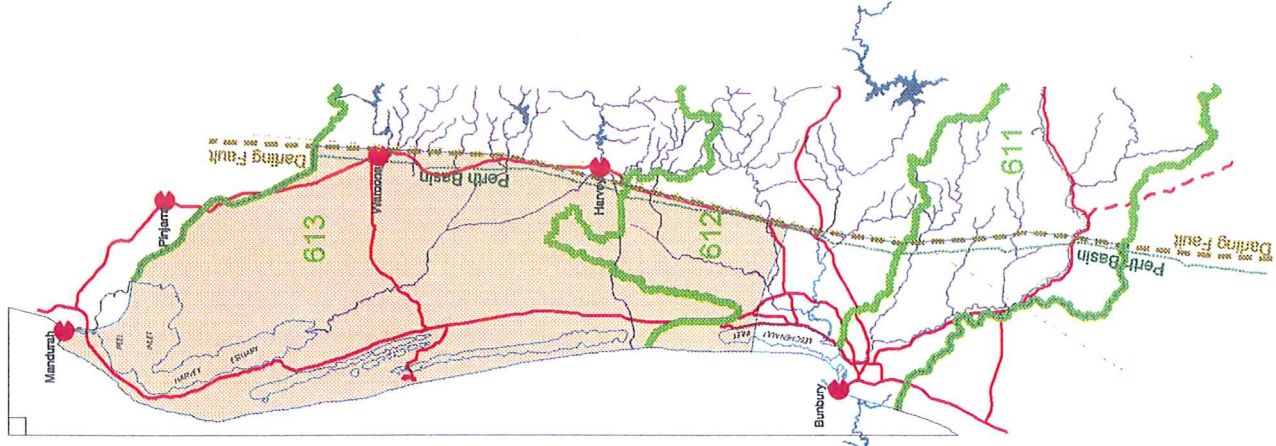 Darling Fault
Perth Basin
Pinjarra
Waroona
Harvey
613
612
611
Mandurah
PEEL
INLET
HARVEY
ESTUARY
LESCHENAULT
INLET
Bunbury
Perth Basin
Darling Fault